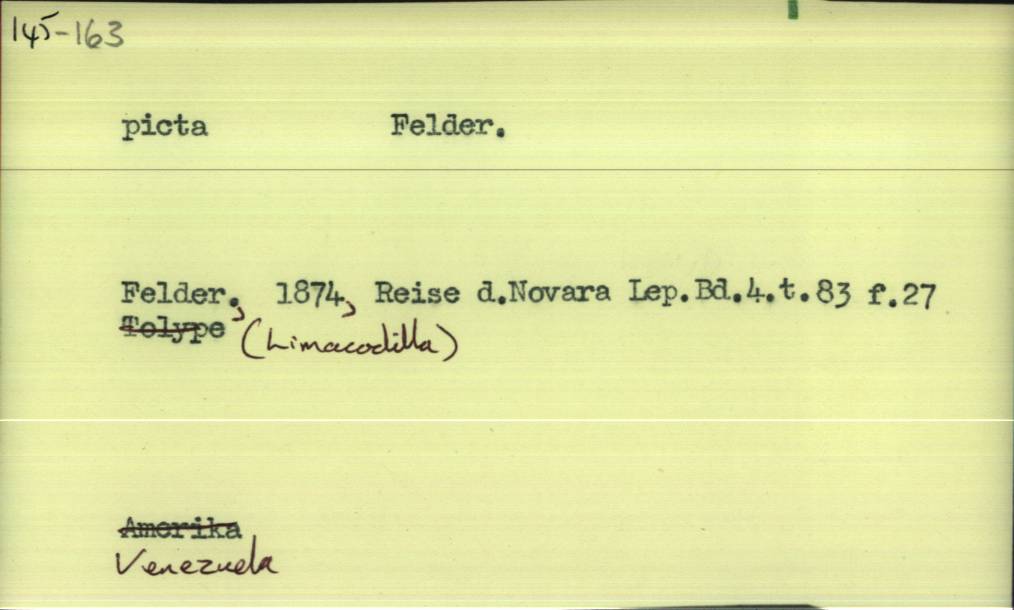 145-163
picta Felder.
Felder., 1874, Reise d.Novara Lep.Bd.4.t.83 f.27
Tolype (Limacodilla)
Amerika
Venezuela